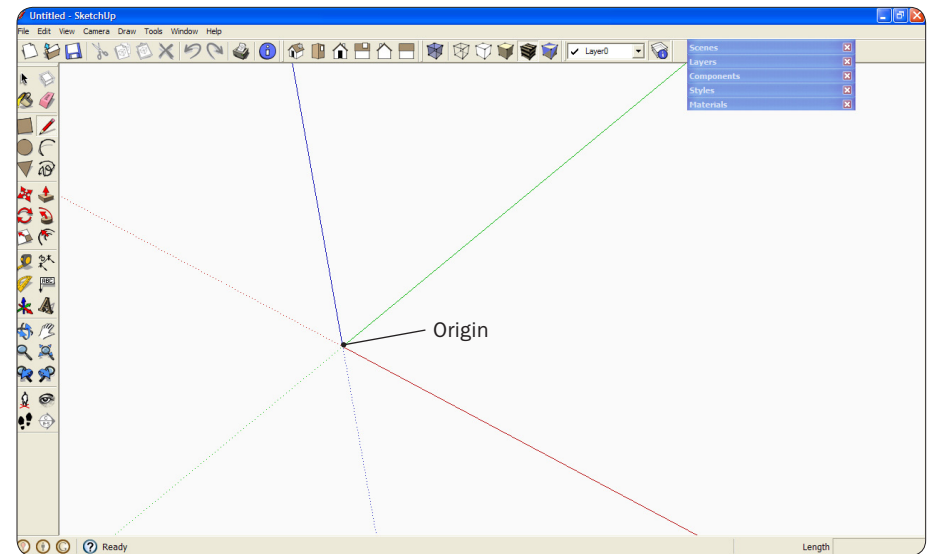 Untitled - SketchUp
File Edit View Camera Draw Tools Window Help
Layer0
Scenes
Layers
Components
Styles
Materials
ABC
Origin
Ready
Length